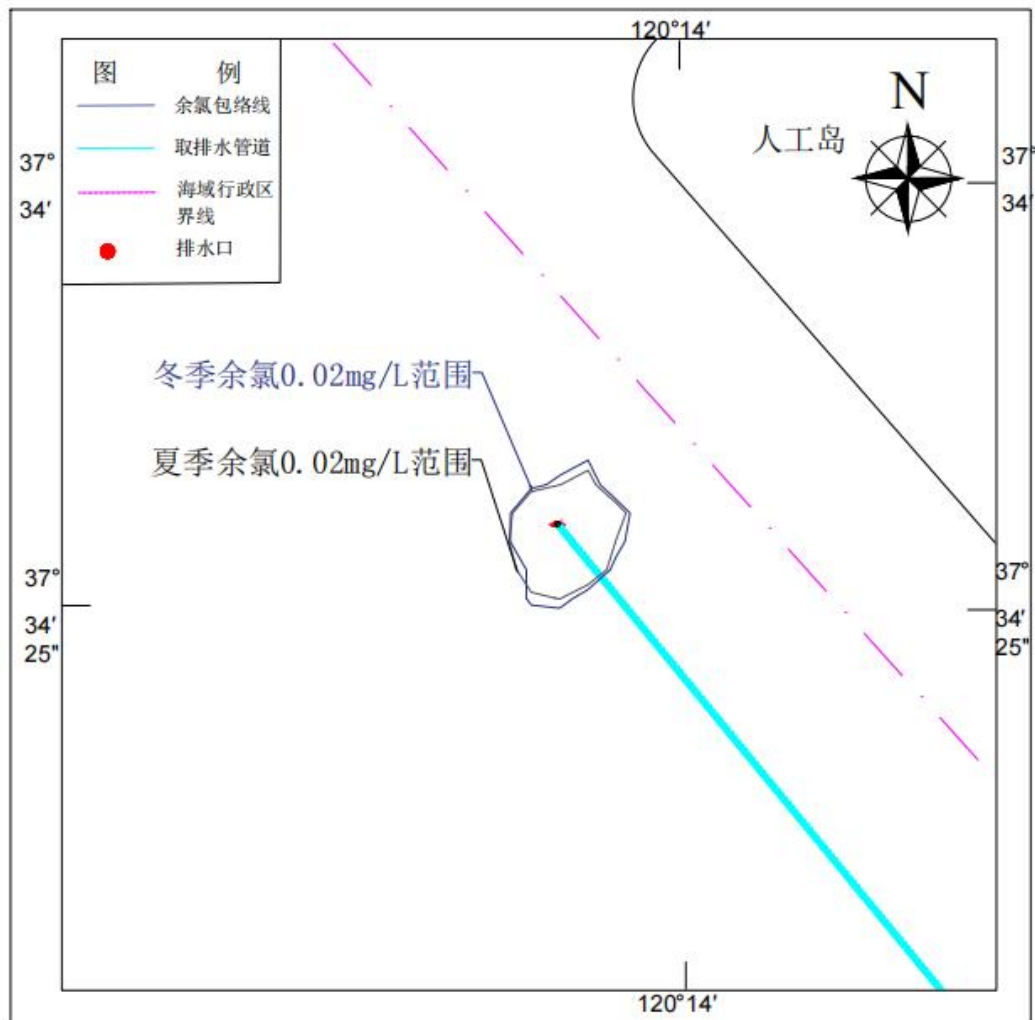 120°14′
图 例
余氯包络线
取排水管道
海域行政区
界线
排水口
N
人工岛
37°
34′
37°
34′
冬季余氯0.02mg/L范围
夏季余氯0.02mg/L范围
37°
34′
25″
37°
34′
25″
120°14′